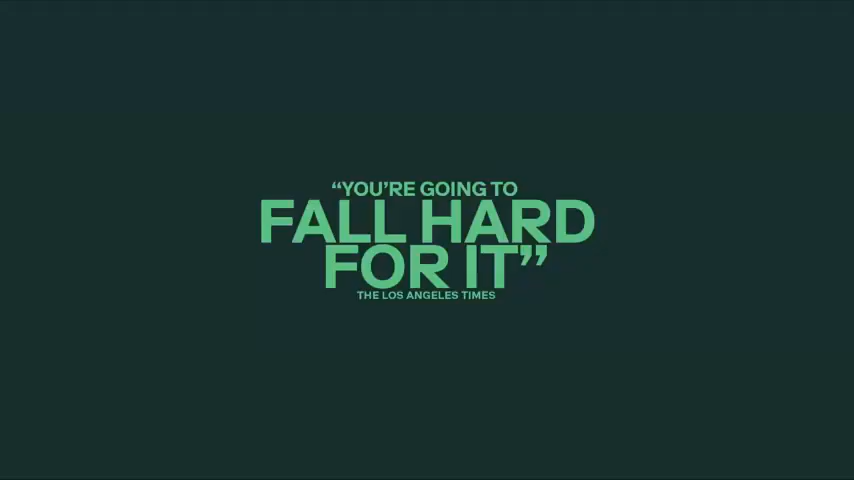 “YOU’RE GOING TO
FALL HARD
FOR IT”
THE LOS ANGELES TIMES